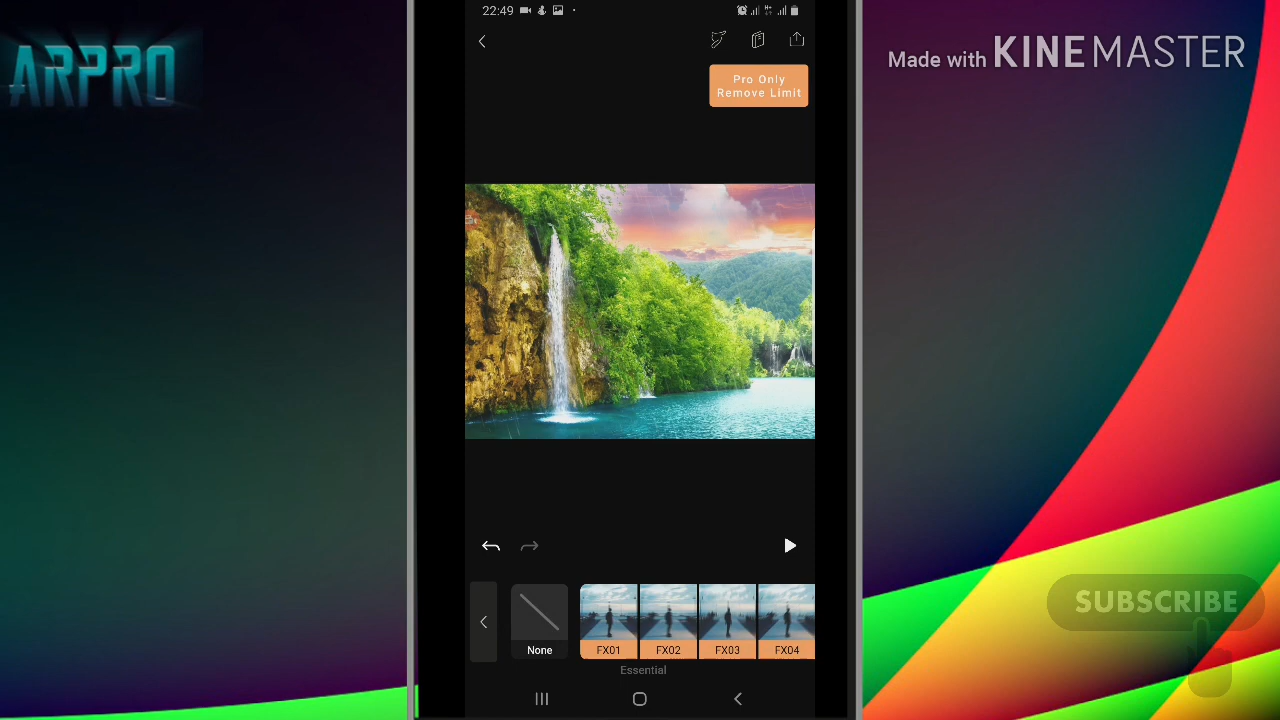 ARPRO
22:49
Made with KINEMASTER
Pro Only
Remove Limit
None
FX01
FX02
FX03
FX04
Essential
SUBSCRIBE